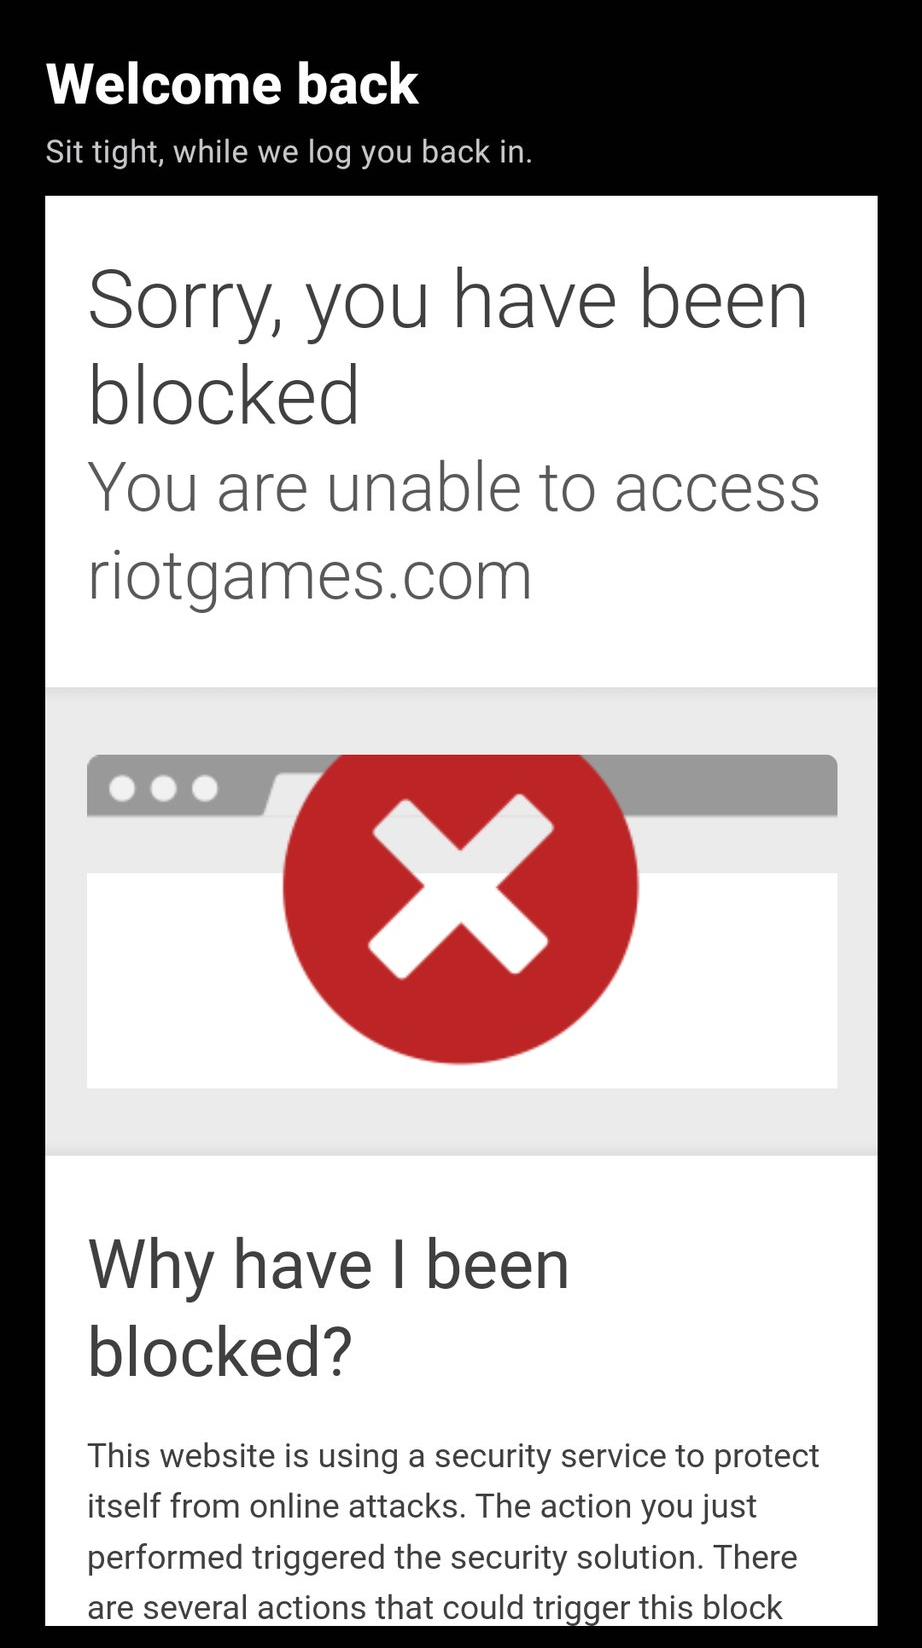 Welcome back
Sit tight, while we log you back in.
Sorry, you have been
blocked
You are unable to access
riotgames.com
Why have I been
blocked?
This website is using a security service to protect
itself from online attacks. The action you just
performed triggered the security solution. There
are several actions that could trigger this block